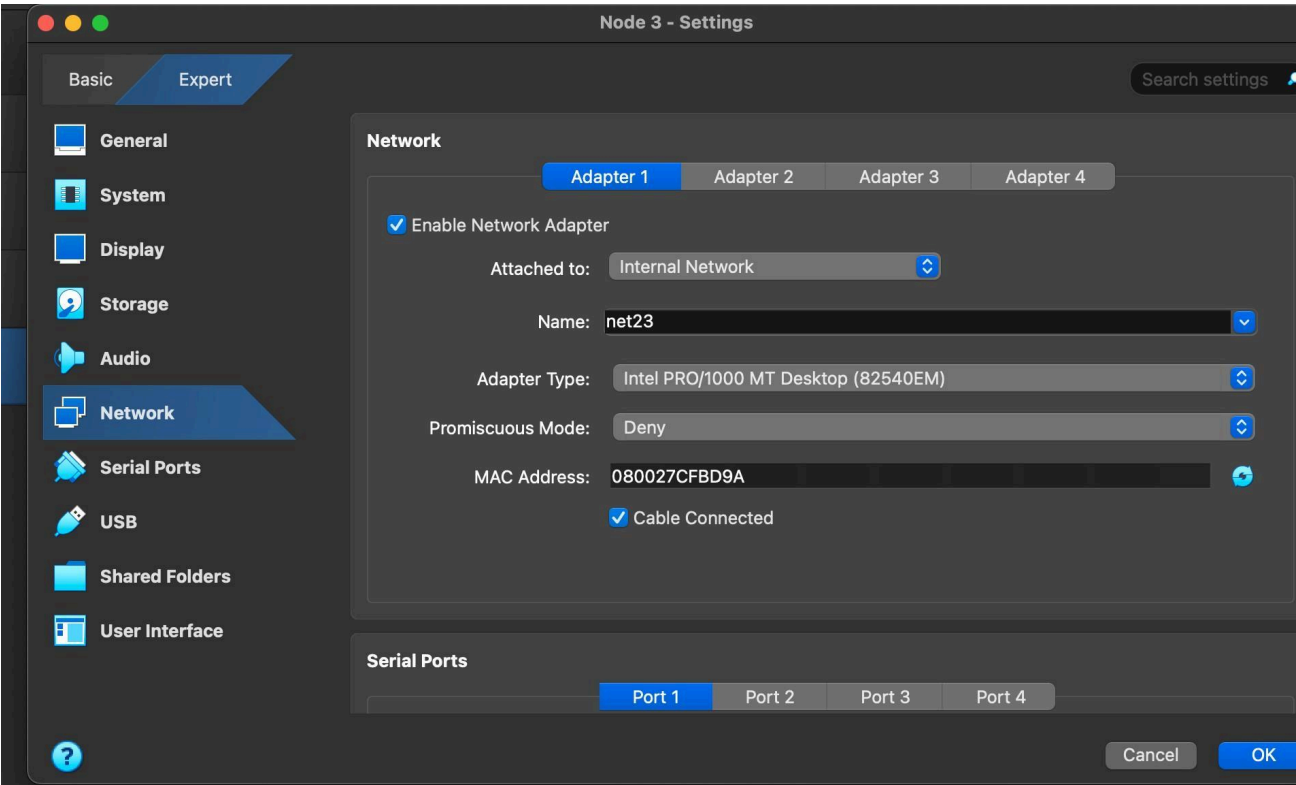 Node 3 - Settings
Basic Expert
Search settings
General
System
Display
Storage
Audio
Network
Serial Ports
USB
Shared Folders
User Interface
Network
Adapter 1 Adapter 2 Adapter 3 Adapter 4
Enable Network Adapter
Attached to: Internal Network
Name: net23
Adapter Type: Intel PRO/1000 MT Desktop (82540EM)
Promiscuous Mode: Deny
MAC Address: 080027CFBD9A
Cable Connected
Serial Ports
Port 1 Port 2 Port 3 Port 4
?
Cancel OK